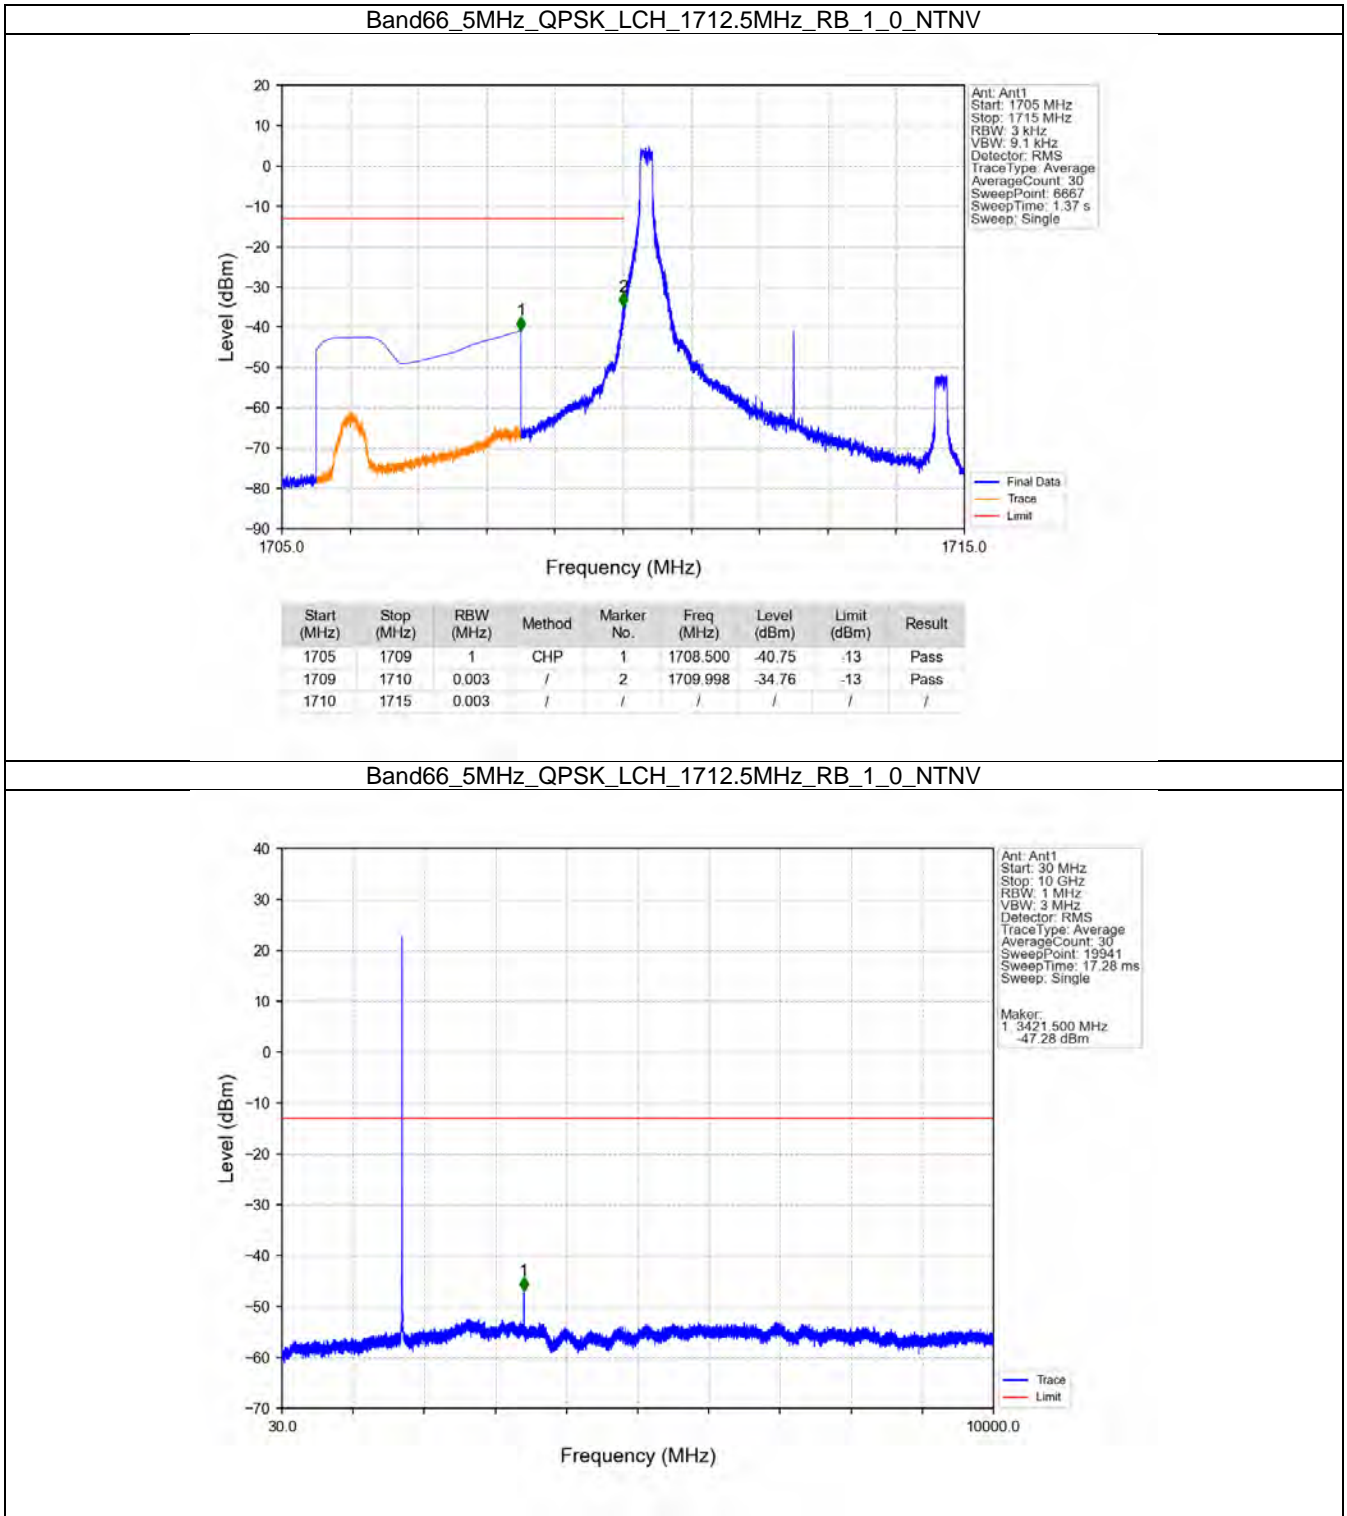 Band66_5MHz_QPSK_LCH_1712.5MHz_RB_1_0_NTNV
20
10
0
−10
−20
−30
−40
−50
−60
−70
−80
−90
Level (dBm)
1
2
1705.0
1715.0
Frequency (MHz)
Ant: Ant1
Start: 1705 MHz
Stop: 1715 MHz
RBW: 3 kHz
VBW: 9.1 kHz
Detector: RMS
TraceType: Average
AverageCount: 30
SweepPoint: 6667
SweepTime: 1.37 s
Sweep: Single
Final Data
Trace
Limit
Start (MHz) Stop (MHz) RBW (MHz) Method Marker No. Freq (MHz) Level (dBm) Limit (dBm) Result
1705 1709 1 CHP 1 1708.500 -40.75 -13 Pass
1709 1710 0.003 / 2 1709.998 -34.76 -13 Pass
1710 1715 0.003 / / / / / /
Band66_5MHz_QPSK_LCH_1712.5MHz_RB_1_0_NTNV
40
30
20
10
0
−10
−20
−30
−40
−50
−60
−70
Level (dBm)
1
30.0
10000.0
Frequency (MHz)
Ant: Ant1
Start: 30 MHz
Stop: 10 GHz
RBW: 1 MHz
VBW: 3 MHz
Detector: RMS
TraceType: Average
AverageCount: 30
SweepPoint: 19941
SweepTime: 17.28 ms
Sweep: Single
Maker:
1. 3421.500 MHz
-47.28 dBm
Trace
Limit